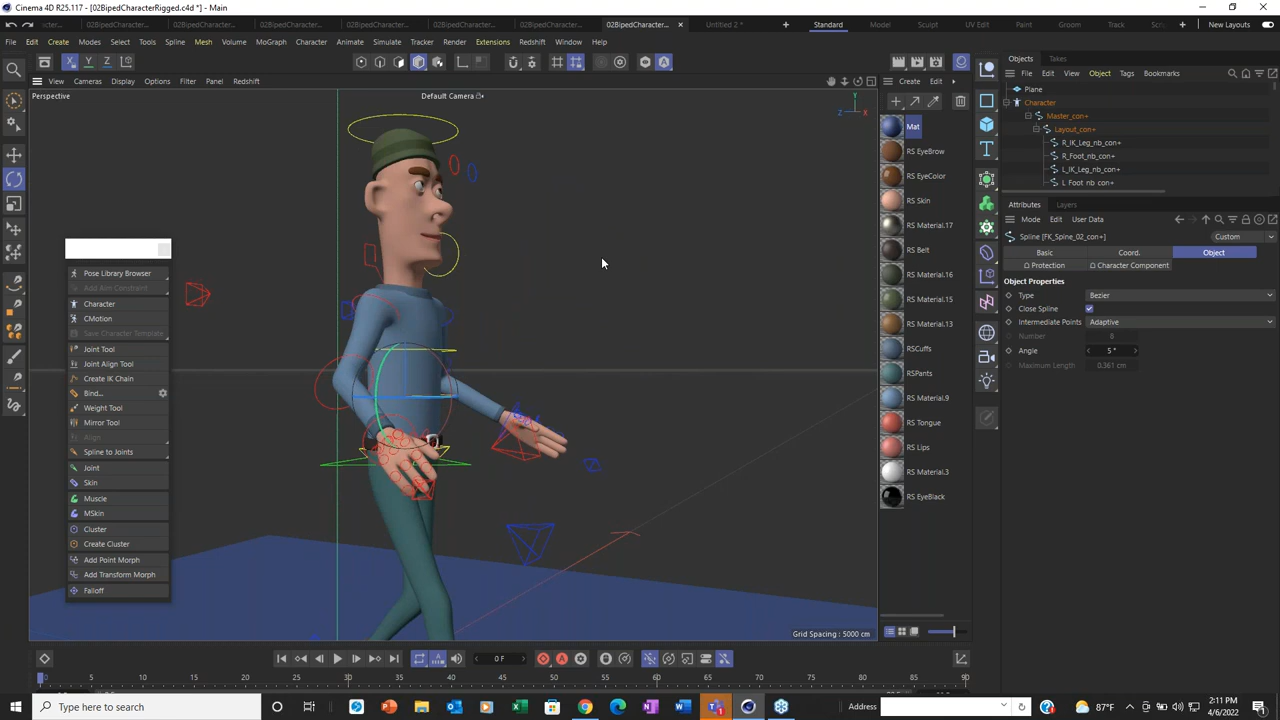 Cinema 4D R25.117 - [02BipedCharacterRigged.c4d *] - Main
02BipedCharacter...
02BipedCharacter...
02BipedCharacter...
02BipedCharacter...
02BipedCharacter...
02BipedCharacter...
Untitled 2 *
Standard
Model
Sculpt
UV Edit
Paint
Groom
Track
New Layouts
File Edit Create Modes Select Tools Spline Mesh Volume MoGraph Character Animate Simulate Tracker Render Extensions Redshift Window Help
X Y Z
View Cameras Display Options Filter Panel Redshift
Perspective
Default Camera
Y
Z
X
Pose Library Browser
Add Aim Constraint
Character
CMotion
Save Character Template
Joint Tool
Joint Align Tool
Create IK Chain
Bind...
Weight Tool
Mirror Tool
Align
Spline to Joints
Joint
Skin
Muscle
MSkin
Cluster
Create Cluster
Add Point Morph
Add Transform Morph
Falloff
Grid Spacing : 5000 cm
Create Edit
Mat
RS EyeBrow
RS EyeColor
RS Skin
RS Material.17
RS Belt
RS Material.16
RS Material.15
RS Material.13
RSCuffs
RSPants
RS Material.9
RS Tongue
RS Lips
RS Material.3
RS EyeBlack
Objects Takes
File Edit View Object Tags Bookmarks
Plane
Character
Master_con+
Layout_con+
R_IK_Leg_nb_con+
R_Foot_nb_con+
L_IK_Leg_nb_con+
L_Foot_nb_con+
Attributes Layers
Mode Edit User Data
Spline [FK_Spine_02_con+]
Custom
Basic Coord. Object
Protection Character Component
Object Properties
Type Bezier
Close Spline
Intermediate Points Adaptive
Number 8
Angle 5 °
Maximum Length 0.361 cm
0 F
0 10 20 30 40 50 60 70 80 90
Type here to search
Address
87°F
2:11 PM
4/6/2022